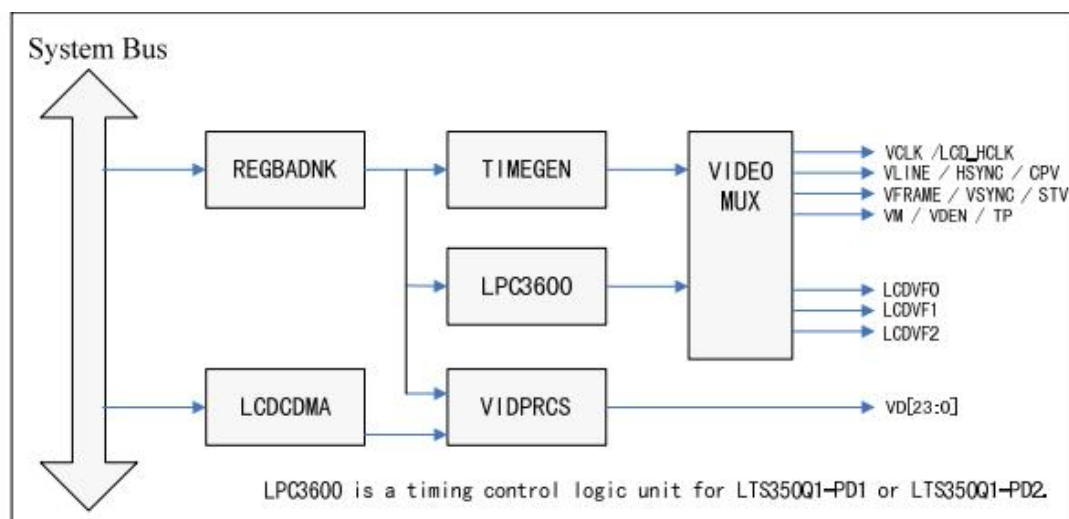 System Bus
REGBADNK
TIMEGEN
VIDEO
MUX
VCLK /LCD_HCLK
VLINE / HSYNC / CPV
VFRAME / VSYNC / STV
VM / VDEN / TP
LPC3600
LCDVF0
LCDVF1
LCDVF2
LCDCDMA
VIDPRCS
VD[23:0]
LPC3600 is a timing control logic unit for LTS350Q1-PD1 or LTS350Q1-PD2.